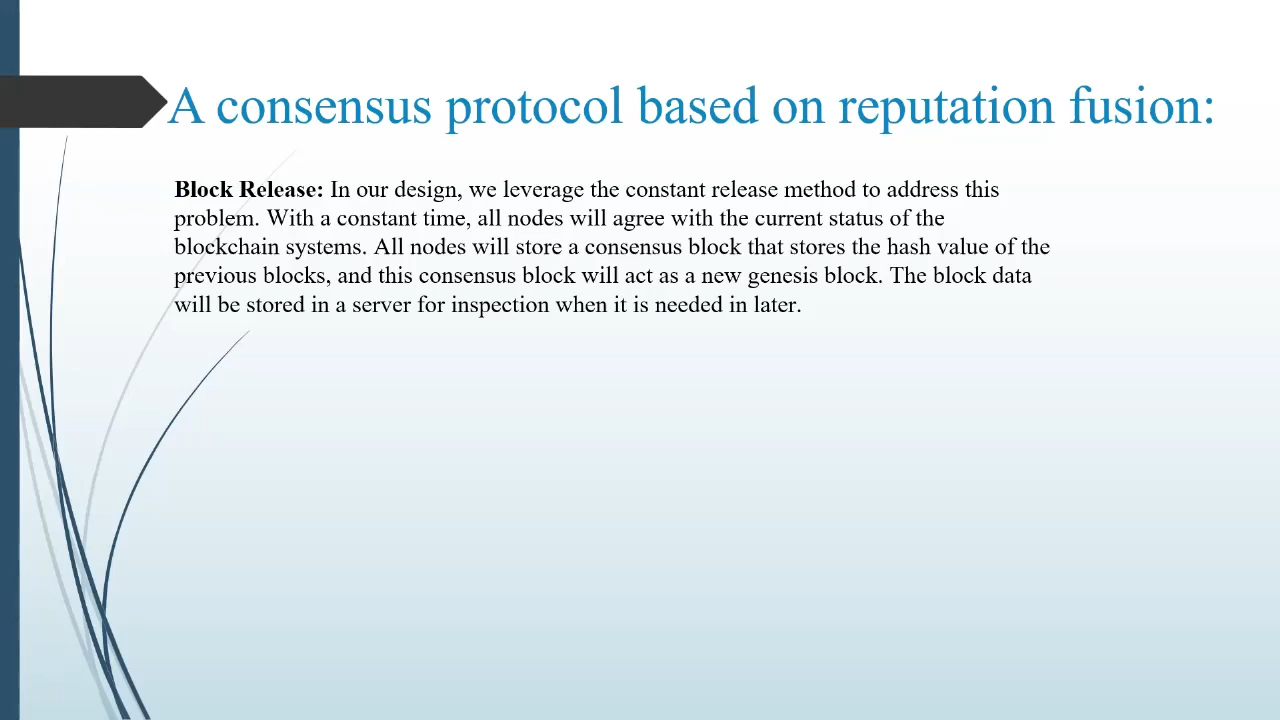 A consensus protocol based on reputation fusion:
Block Release: In our design, we leverage the constant release method to address this
problem. With a constant time, all nodes will agree with the current status of the
blockchain systems. All nodes will store a consensus block that stores the hash value of the
previous blocks, and this consensus block will act as a new genesis block. The block data
will be stored in a server for inspection when it is needed in later.